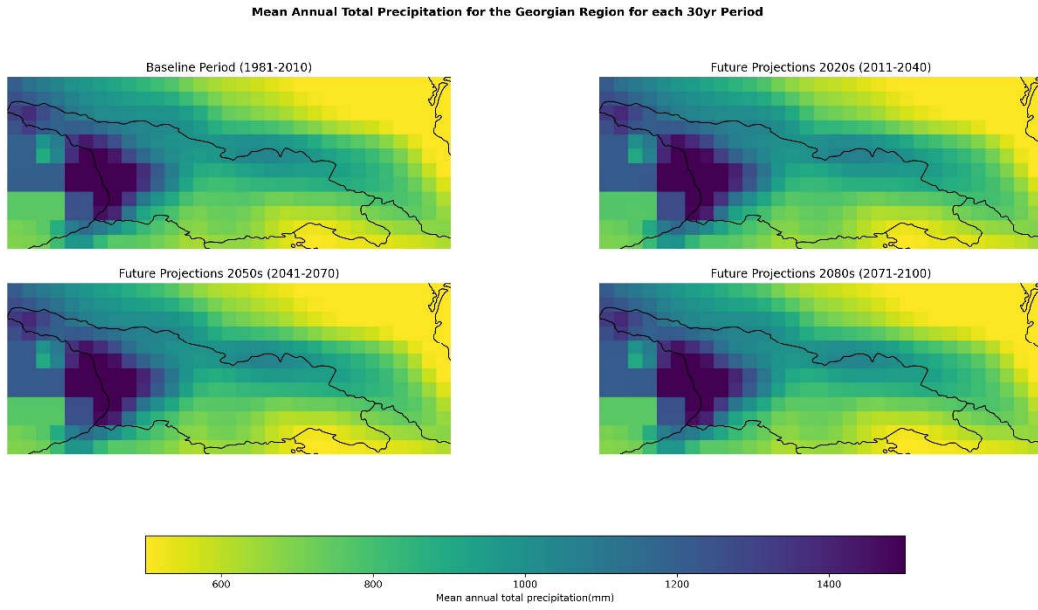 Mean Annual Total Precipitation for the Georgian Region for each 30yr Period
Baseline Period (1981-2010)
Future Projections 2020s (2011-2040)
Future Projections 2050s (2041-2070)
Future Projections 2080s (2071-2100)
600 800 1000 1200 1400
Mean annual total precipitation(mm)